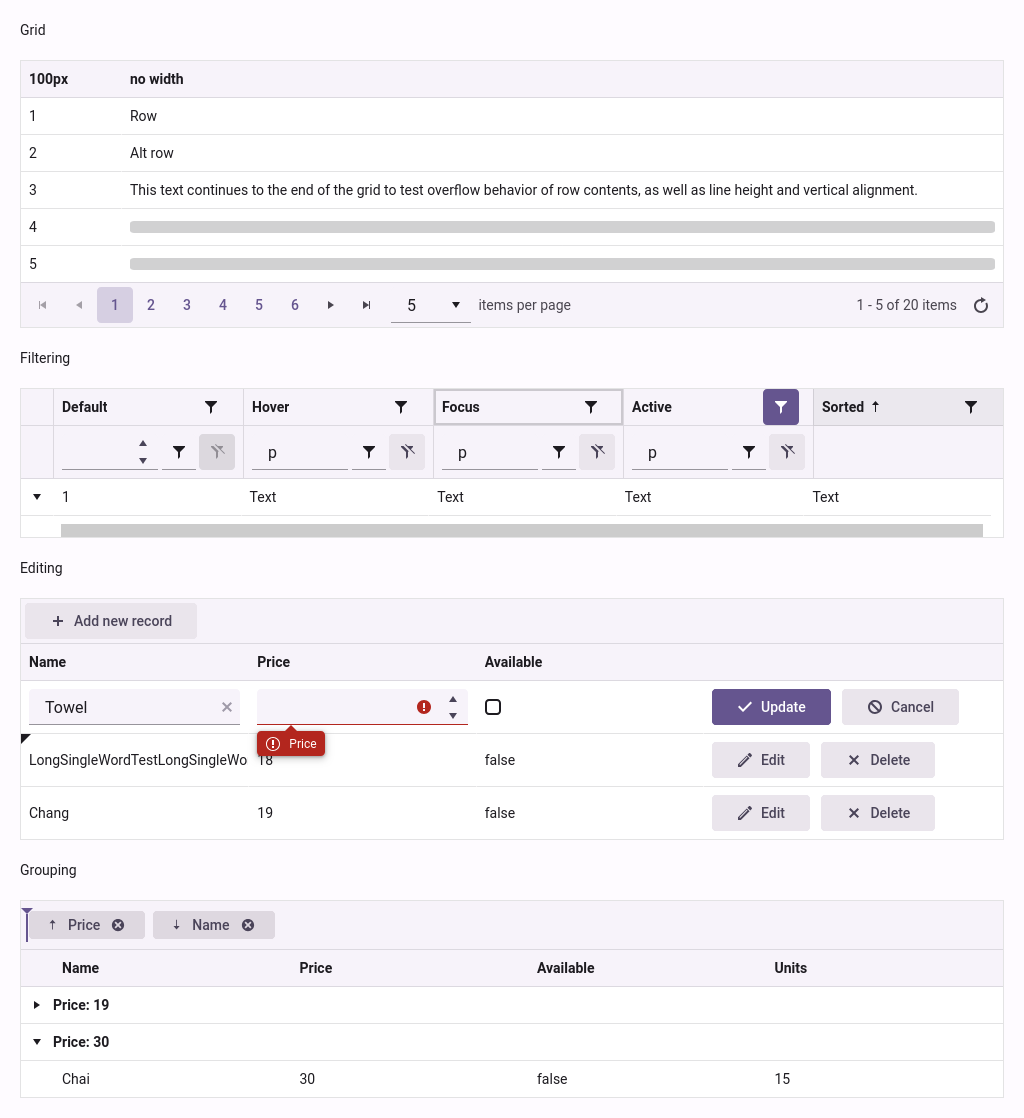 Grid
100px no width
1 Row
2 Alt row
3 This text continues to the end of the grid to test overflow behavior of row contents, as well as line height and vertical alignment.
4
5
1 2 3 4 5 6 5 items per page 1 - 5 of 20 items
Filtering
Default Hover Focus Active Sorted
p p p
1 Text Text Text Text
Editing
Add new record
Name Price Available
Towel Update Cancel
Price
LongSingleWordTestLongSingleWo 18 false Edit Delete
Chang 19 false Edit Delete
Grouping
Price Name
Name Price Available Units
Price: 19
Price: 30
Chai 30 false 15